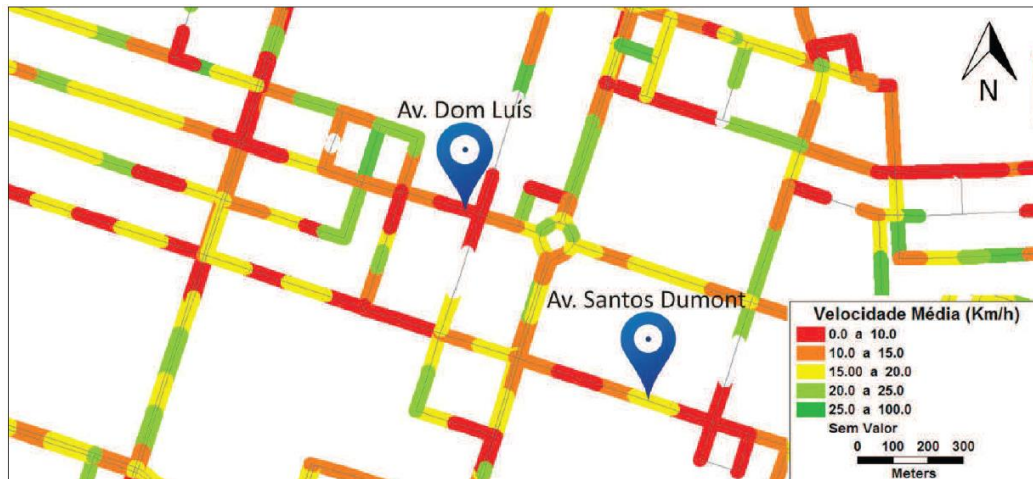 N
Av. Dom Luís
Av. Santos Dumont
Velocidade Média (Km/h)
0.0 a 10.0
10.0 a 15.0
15.00 a 20.0
20.0 a 25.0
25.0 a 100.0
Sem Valor
0 100 200 300
Meters